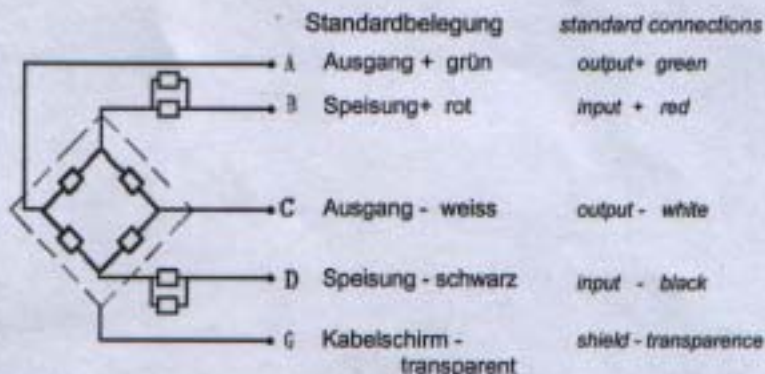 Standardbelegung standard connections
A Ausgang + grün output+ green
B Speisung+ rot input + red
C Ausgang - weiss output - white
D Speisung - schwarz input - black
G Kabelschirm - shield - transparence
transparent